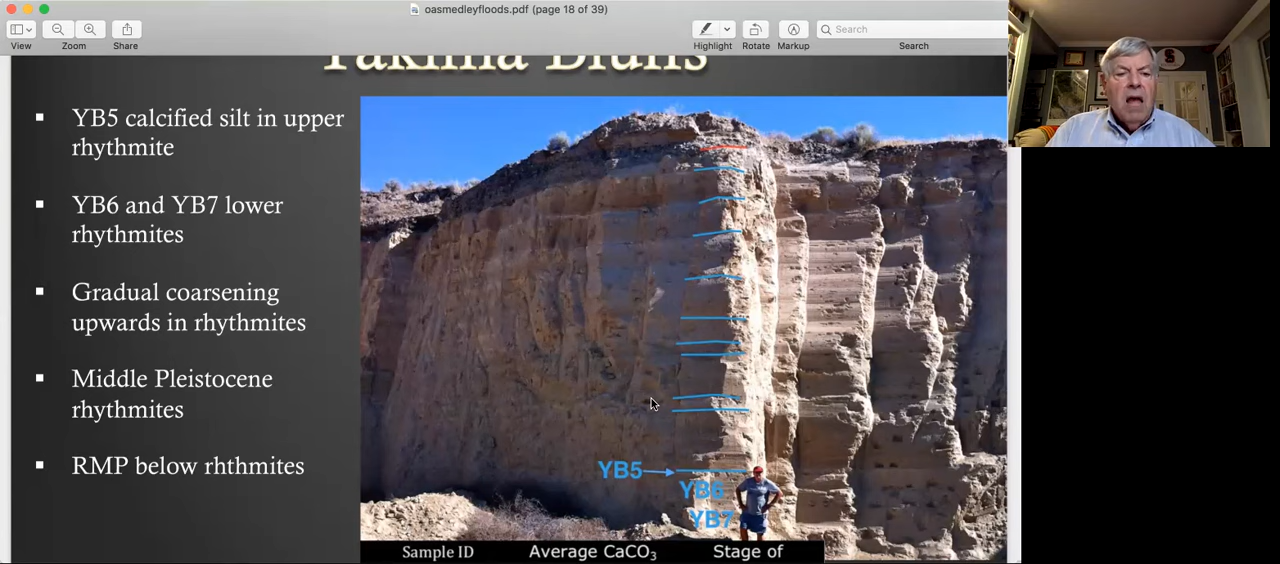 oasmedleyfloods.pdf (page 18 of 39)
Search
View
Zoom
Share
Highlight
Rotate
Markup
Search
Yakima Bluffs
YB5 calcified silt in upper
rhythmite
YB6 and YB7 lower
rhythmites
Gradual coarsening
upwards in rhythmites
Middle Pleistocene
rhythmites
RMP below rhthmites
YB5
YB6
YB7
Sample ID
Average CaCO₃
Stage of